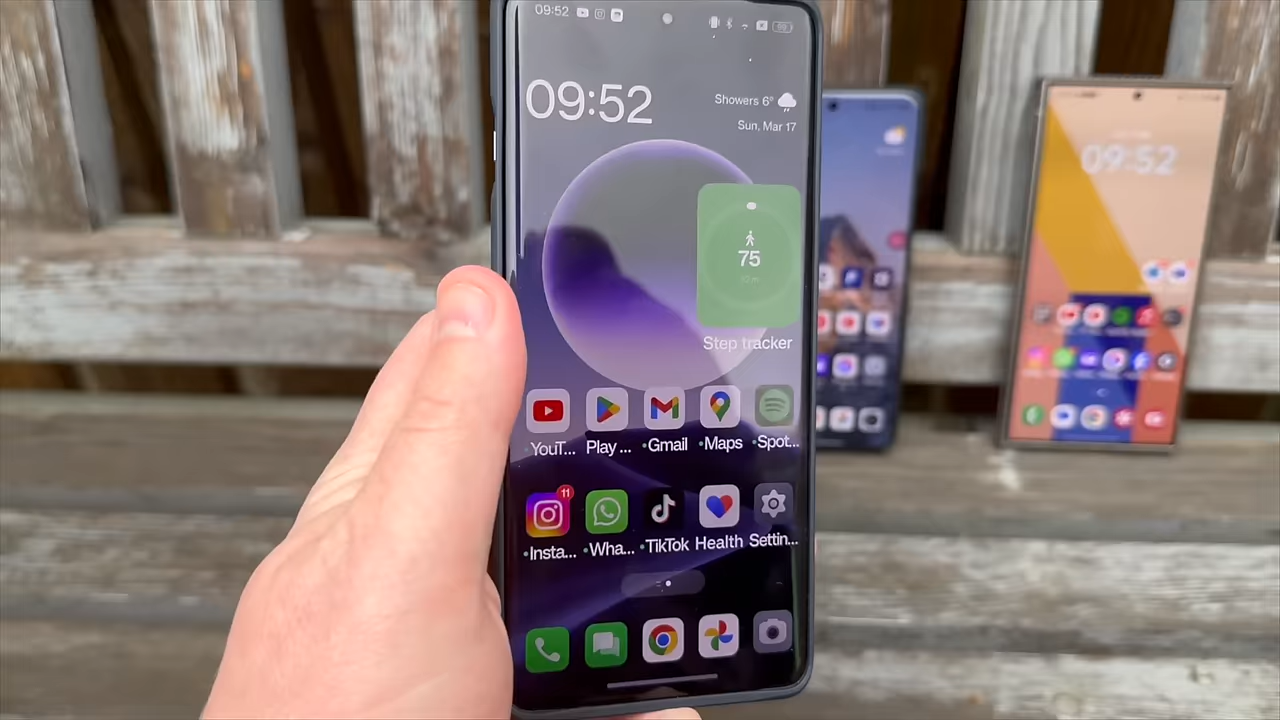 09:52
09:52
Showers 6°
Sun, Mar 17
75
Step tracker
YouT... Play ... Gmail Maps Spot...
11
Insta... Wha... TikTok Health Settin...
09:52